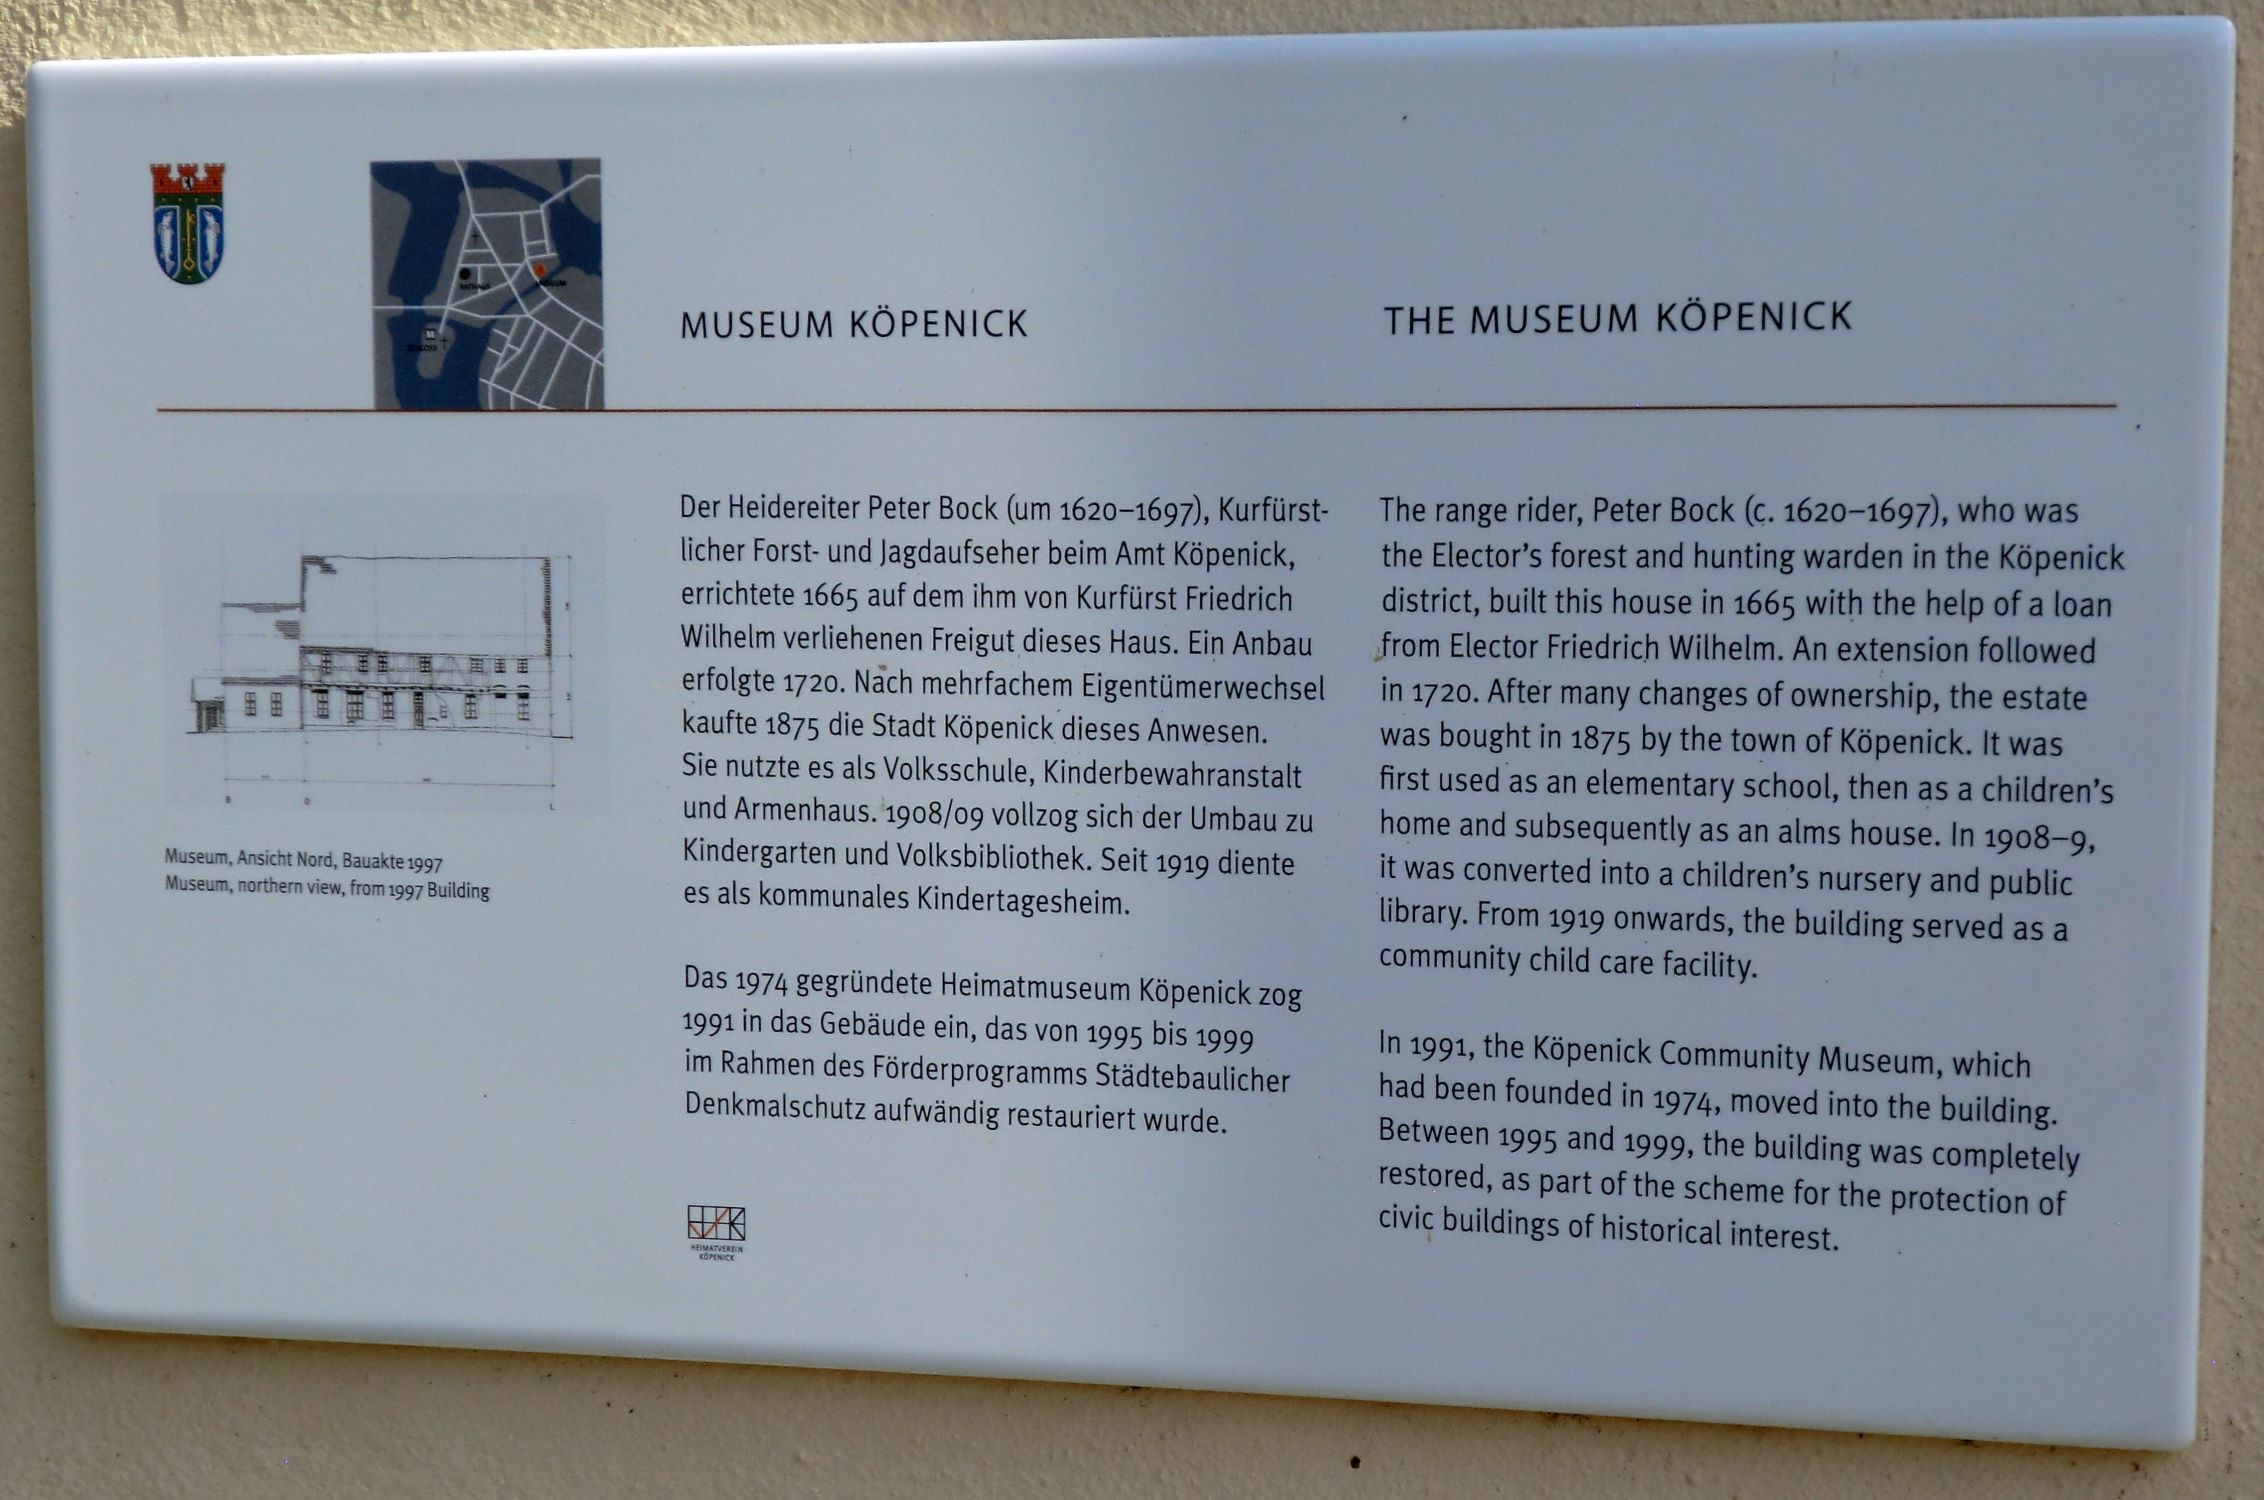 RATHAUS
MUSEUM
SCHLOSS
MUSEUM KÖPENICK
THE MUSEUM KÖPENICK
Museum, Ansicht Nord, Bauakte 1997
Museum, northern view, from 1997 Building
Der Heidereiter Peter Bock (um 1620–1697), Kurfürst-
licher Forst- und Jagdaufseher beim Amt Köpenick,
errichtete 1665 auf dem ihm von Kurfürst Friedrich
Wilhelm verliehenen Freigut dieses Haus. Ein Anbau
erfolgte 1720. Nach mehrfachem Eigentümerwechsel
kaufte 1875 die Stadt Köpenick dieses Anwesen.
Sie nutzte es als Volksschule, Kinderbewahranstalt
und Armenhaus. 1908/09 vollzog sich der Umbau zu
Kindergarten und Volksbibliothek. Seit 1919 diente
es als kommunales Kindertagesheim.
Das 1974 gegründete Heimatmuseum Köpenick zog
1991 in das Gebäude ein, das von 1995 bis 1999
im Rahmen des Förderprogramms Städtebaulicher
Denkmalschutz aufwändig restauriert wurde.
HEIMATVEREIN
KÖPENICK
The range rider, Peter Bock (c. 1620–1697), who was
the Elector's forest and hunting warden in the Köpenick
district, built this house in 1665 with the help of a loan
from Elector Friedrich Wilhelm. An extension followed
in 1720. After many changes of ownership, the estate
was bought in 1875 by the town of Köpenick. It was
first used as an elementary school, then as a children's
home and subsequently as an alms house. In 1908–9,
it was converted into a children's nursery and public
library. From 1919 onwards, the building served as a
community child care facility.
In 1991, the Köpenick Community Museum, which
had been founded in 1974, moved into the building.
Between 1995 and 1999, the building was completely
restored, as part of the scheme for the protection of
civic buildings of historical interest.